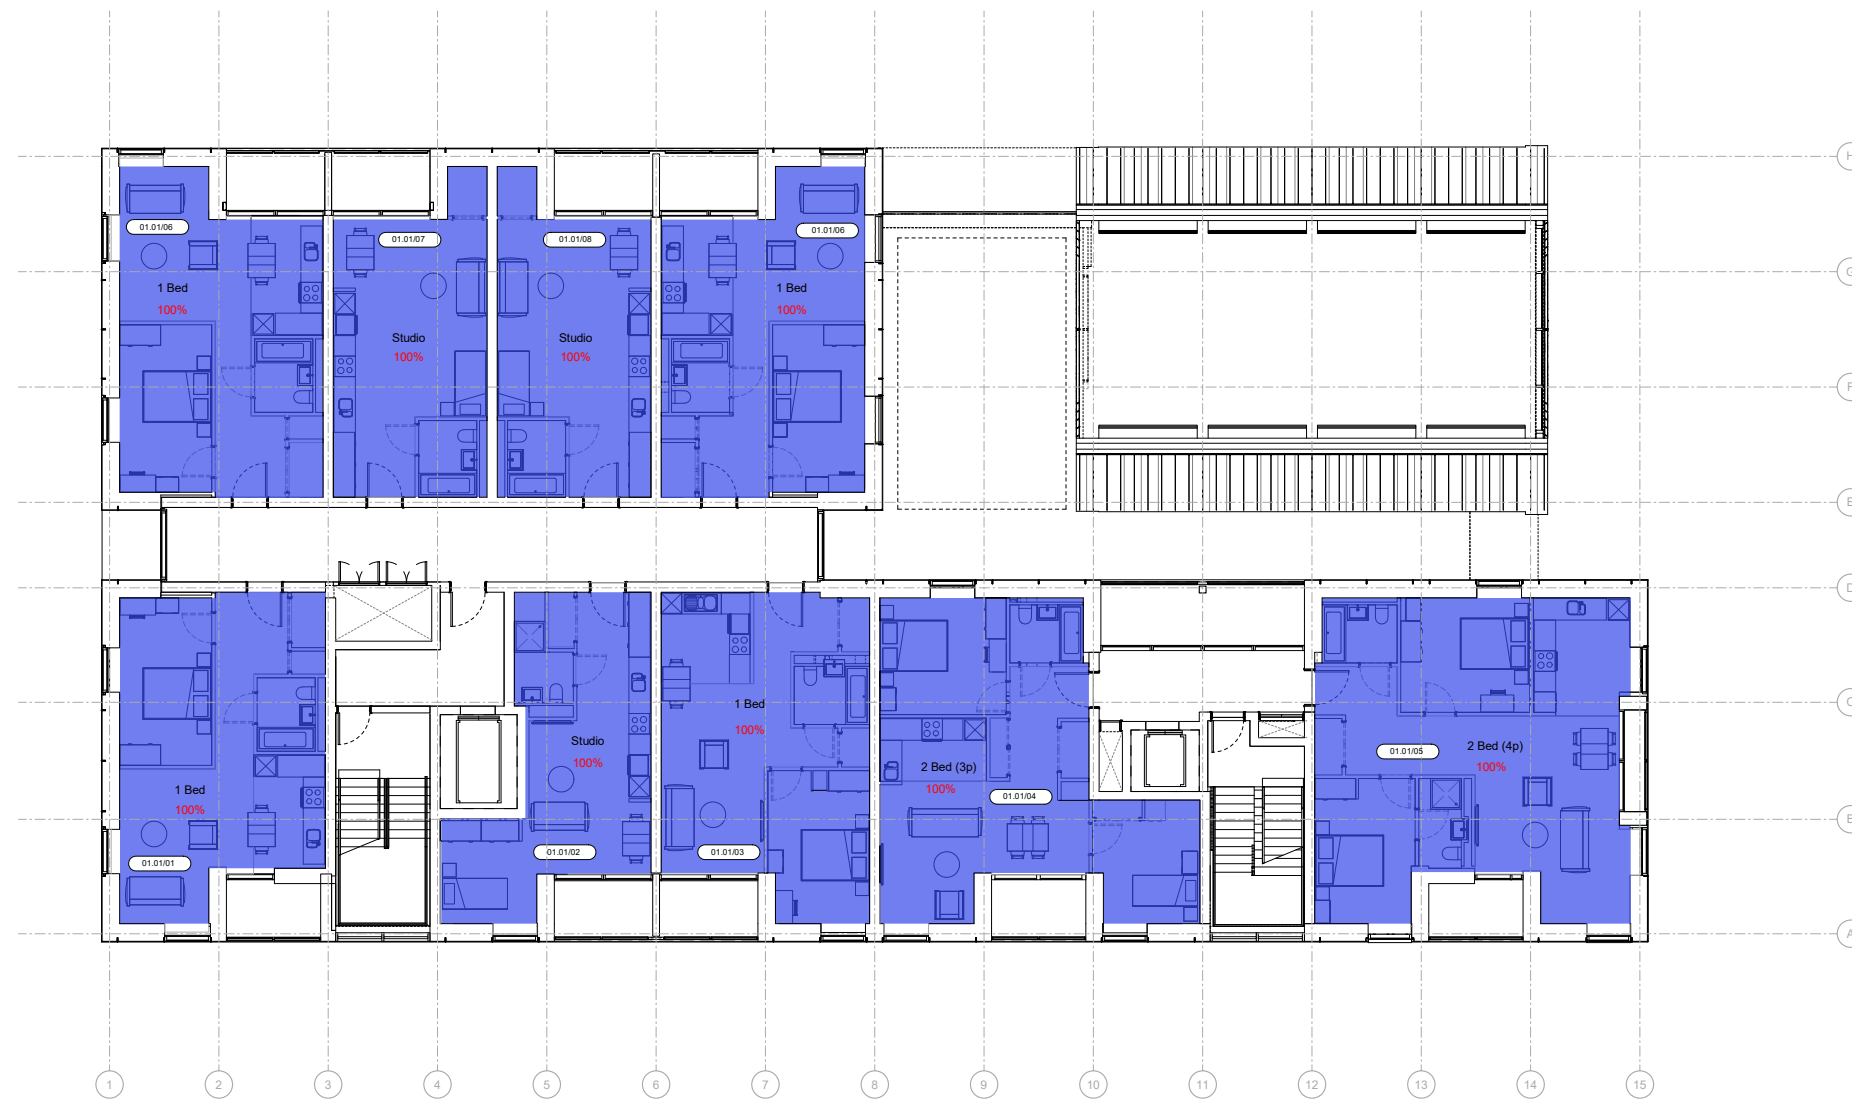 H
01.01/06
01.01/07
01.01/08
01.01/06
G
1 Bed
100%
Studio
100%
Studio
100%
1 Bed
100%
F
E
D
C
1 Bed
100%
Studio
100%
1 Bed
100%
2 Bed (3p)
100%
2 Bed (4p)
100%
01.01/05
01.01/04
B
01.01/01
01.01/02
01.01/03
A
1 2 3 4 5 6 7 8 9 10 11 12 13 14 15